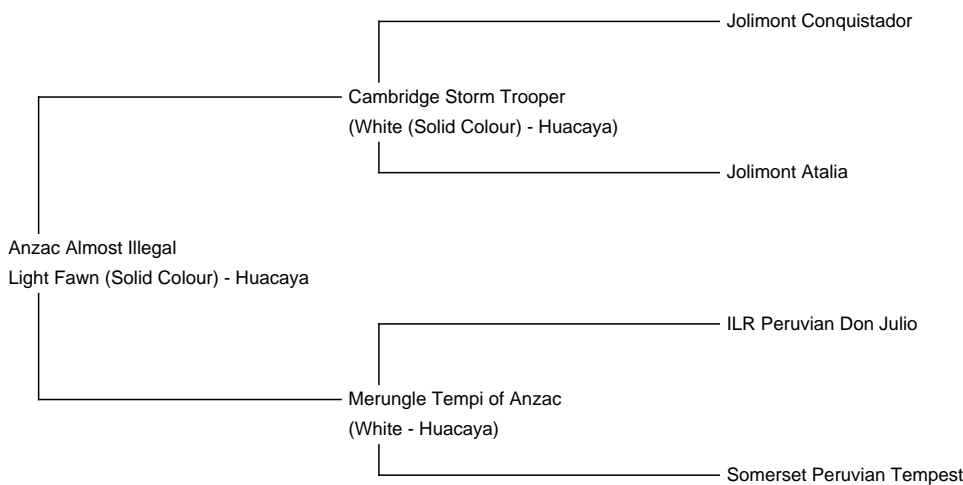 Jolimont Conquistador
Cambridge Storm Trooper
(White (Solid Colour) - Huacaya)
Jolimont Atalia
Anzac Almost Illegal
Light Fawn (Solid Colour) - Huacaya
ILR Peruvian Don Julio
Merungle Tempi of Anzac
(White - Huacaya)
Somerset Peruvian Tempest